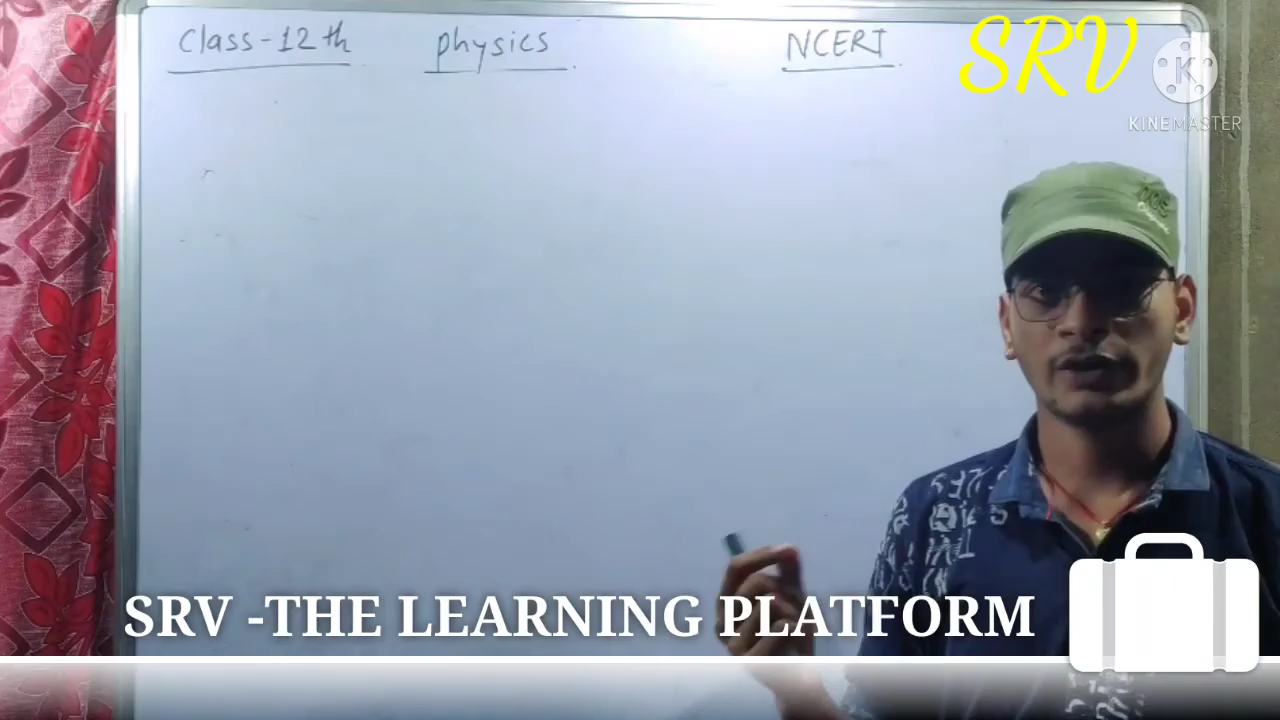 Class-12th physics NCERT
SRV
K
KINEMASTER
SRV -THE LEARNING PLATFORM